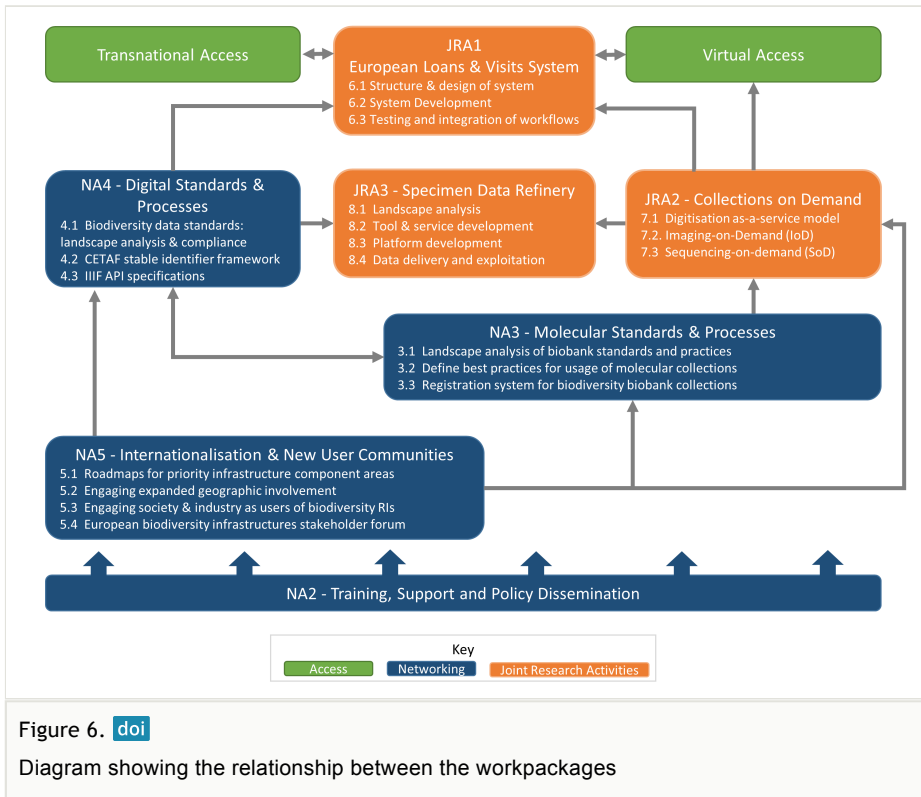 Transnational Access
JRA1
European Loans & Visits System
6.1 Structure & design of system
6.2 System Development
6.3 Testing and integration of workflows
Virtual Access
NA4 - Digital Standards &
Processes
4.1 Biodiversity data standards:
landscape analysis & compliance
4.2 CETAF stable identifier framework
4.3 IIIF API specifications
JRA3 - Specimen Data Refinery
8.1 Landscape analysis
8.2 Tool & service development
8.3 Platform development
8.4 Data delivery and exploitation
JRA2 - Collections on Demand
7.1 Digitisation as-a-service model
7.2. Imaging-on-Demand (IoD)
7.3 Sequencing-on-demand (SoD)
NA3 - Molecular Standards & Processes
3.1 Landscape analysis of biobank standards and practices
3.2 Define best practices for usage of molecular collections
3.3 Registration system for biodiversity biobank collections
NA5 - Internationalisation & New User Communities
5.1 Roadmaps for priority infrastructure component areas
5.2 Engaging expanded geographic involvement
5.3 Engaging society & industry as users of biodiversity RIs
5.4 European biodiversity infrastructures stakeholder forum
NA2 - Training, Support and Policy Dissemination
Key
Access
Networking
Joint Research Activities
Figure 6. doi
Diagram showing the relationship between the workpackages